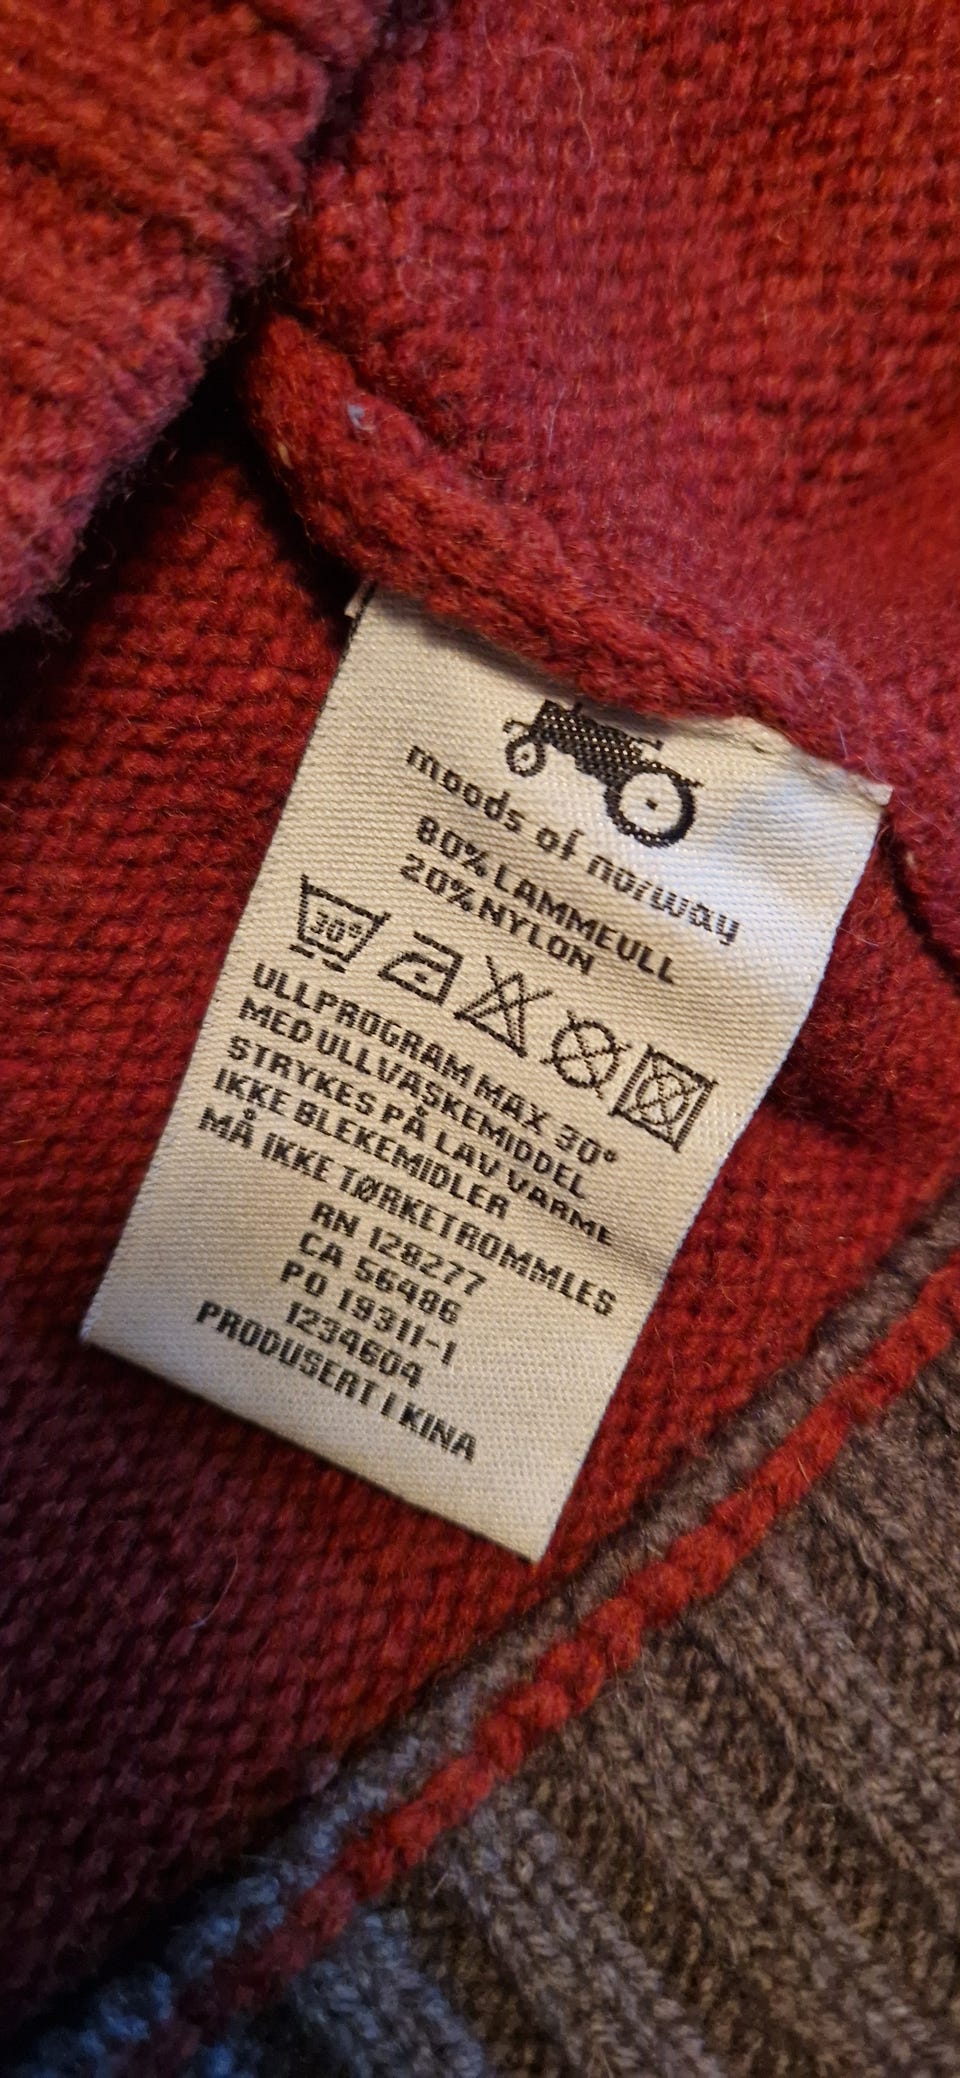 moods of norway
80% LAMMEULL
20% NYLON
30°
ULLPROGRAM MAX 30°
MED ULLVASKEMIDDEL
STRYKES PÅ LAV VARME
IKKE BLEKEMIDLER
MÅ IKKE TØRKETROMMLES
RN 128277
CA 56486
PO 19311-1
1234604
PRODUSERT I KINA